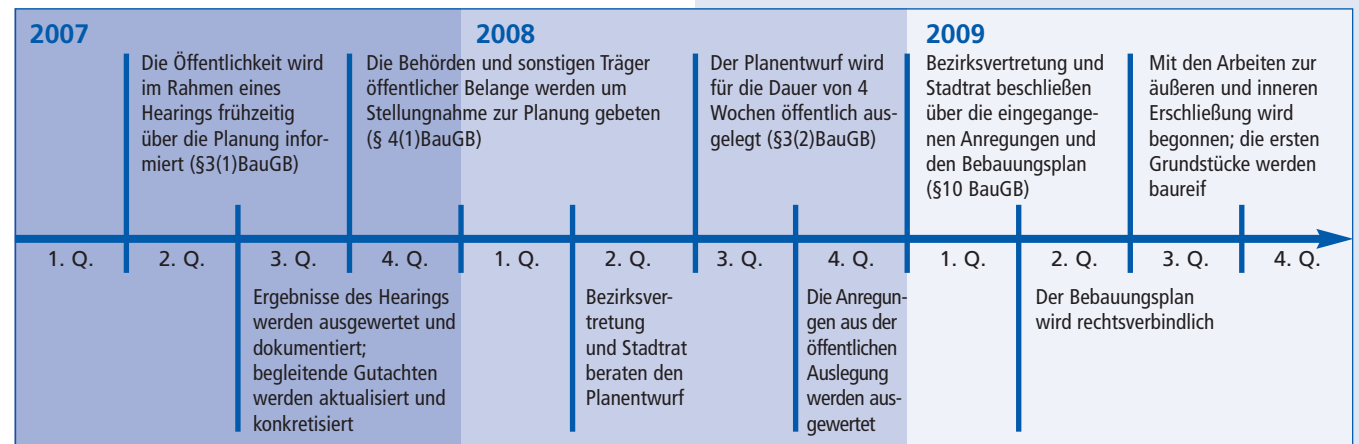 2007
2008
2009
Die Öffentlichkeit wird
im Rahmen eines
Hearings frühzeitig
über die Planung infor-
miert (§3(1)BauGB)
Die Behörden und sonstigen Träger
öffentlicher Belange werden um
Stellungnahme zur Planung gebeten
(§ 4(1)BauGB)
Der Planentwurf wird
für die Dauer von 4
Wochen öffentlich aus-
gelegt (§3(2)BauGB)
Bezirksvertretung und
Stadtrat beschließen
über die eingegange-
nen Anregungen und
den Bebauungsplan
(§10 BauGB)
Mit den Arbeiten zur
äußeren und inneren
Erschließung wird
begonnen; die ersten
Grundstücke werden
baureif
1. Q. 2. Q. 3. Q. 4. Q. 1. Q. 2. Q. 3. Q. 4. Q. 1. Q. 2. Q. 3. Q. 4. Q.
Ergebnisse des Hearings
werden ausgewertet und
dokumentiert;
begleitende Gutachten
werden aktualisiert und
konkretisiert
Bezirksver-
tretung
und Stadtrat
beraten den
Planentwurf
Die Anregun-
gen aus der
öffentlichen
Auslegung
werden aus-
gewertet
Der Bebauungsplan
wird rechtsverbindlich